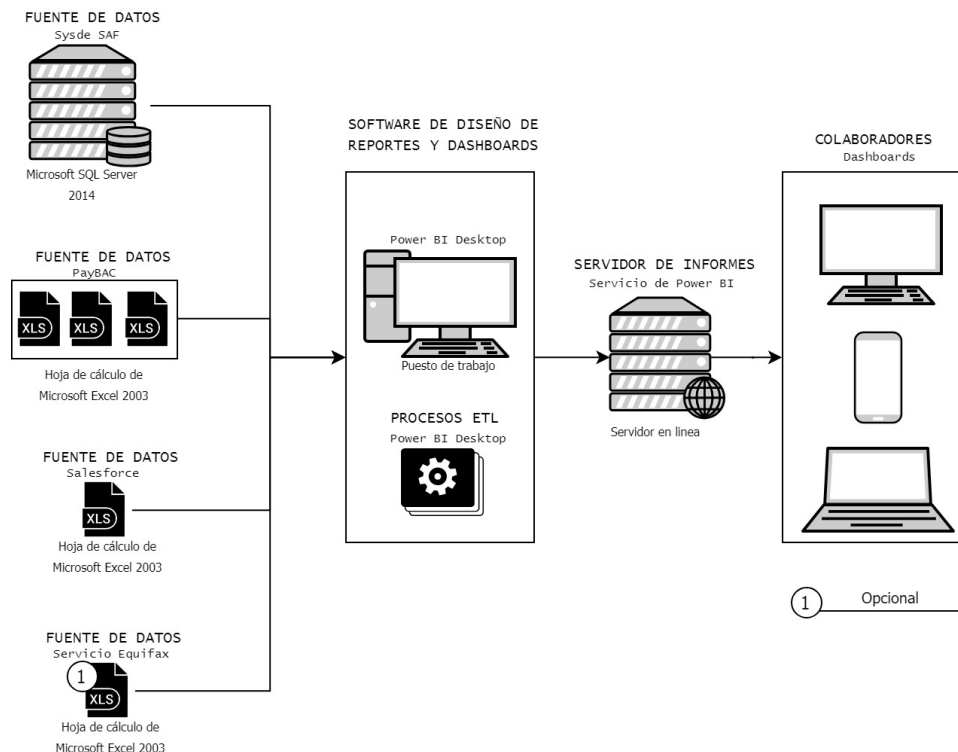 FUENTE DE DATOS
Sysde SAF
Microsoft SQL Server
2014
FUENTE DE DATOS
PayBAC
XLS
XLS
XLS
Hoja de cálculo de
Microsoft Excel 2003
FUENTE DE DATOS
Salesforce
XLS
Hoja de cálculo de
Microsoft Excel 2003
FUENTE DE DATOS
Servicio Equifax
1
XLS
Hoja de cálculo de
Microsoft Excel 2003
SOFTWARE DE DISEÑO DE
REPORTES Y DASHBOARDS
Power BI Desktop
Puesto de trabajo
PROCESOS ETL
Power BI Desktop
SERVIDOR DE INFORMES
Servicio de Power BI
Servidor en linea
COLABORADORES
Dashboards
1
Opcional